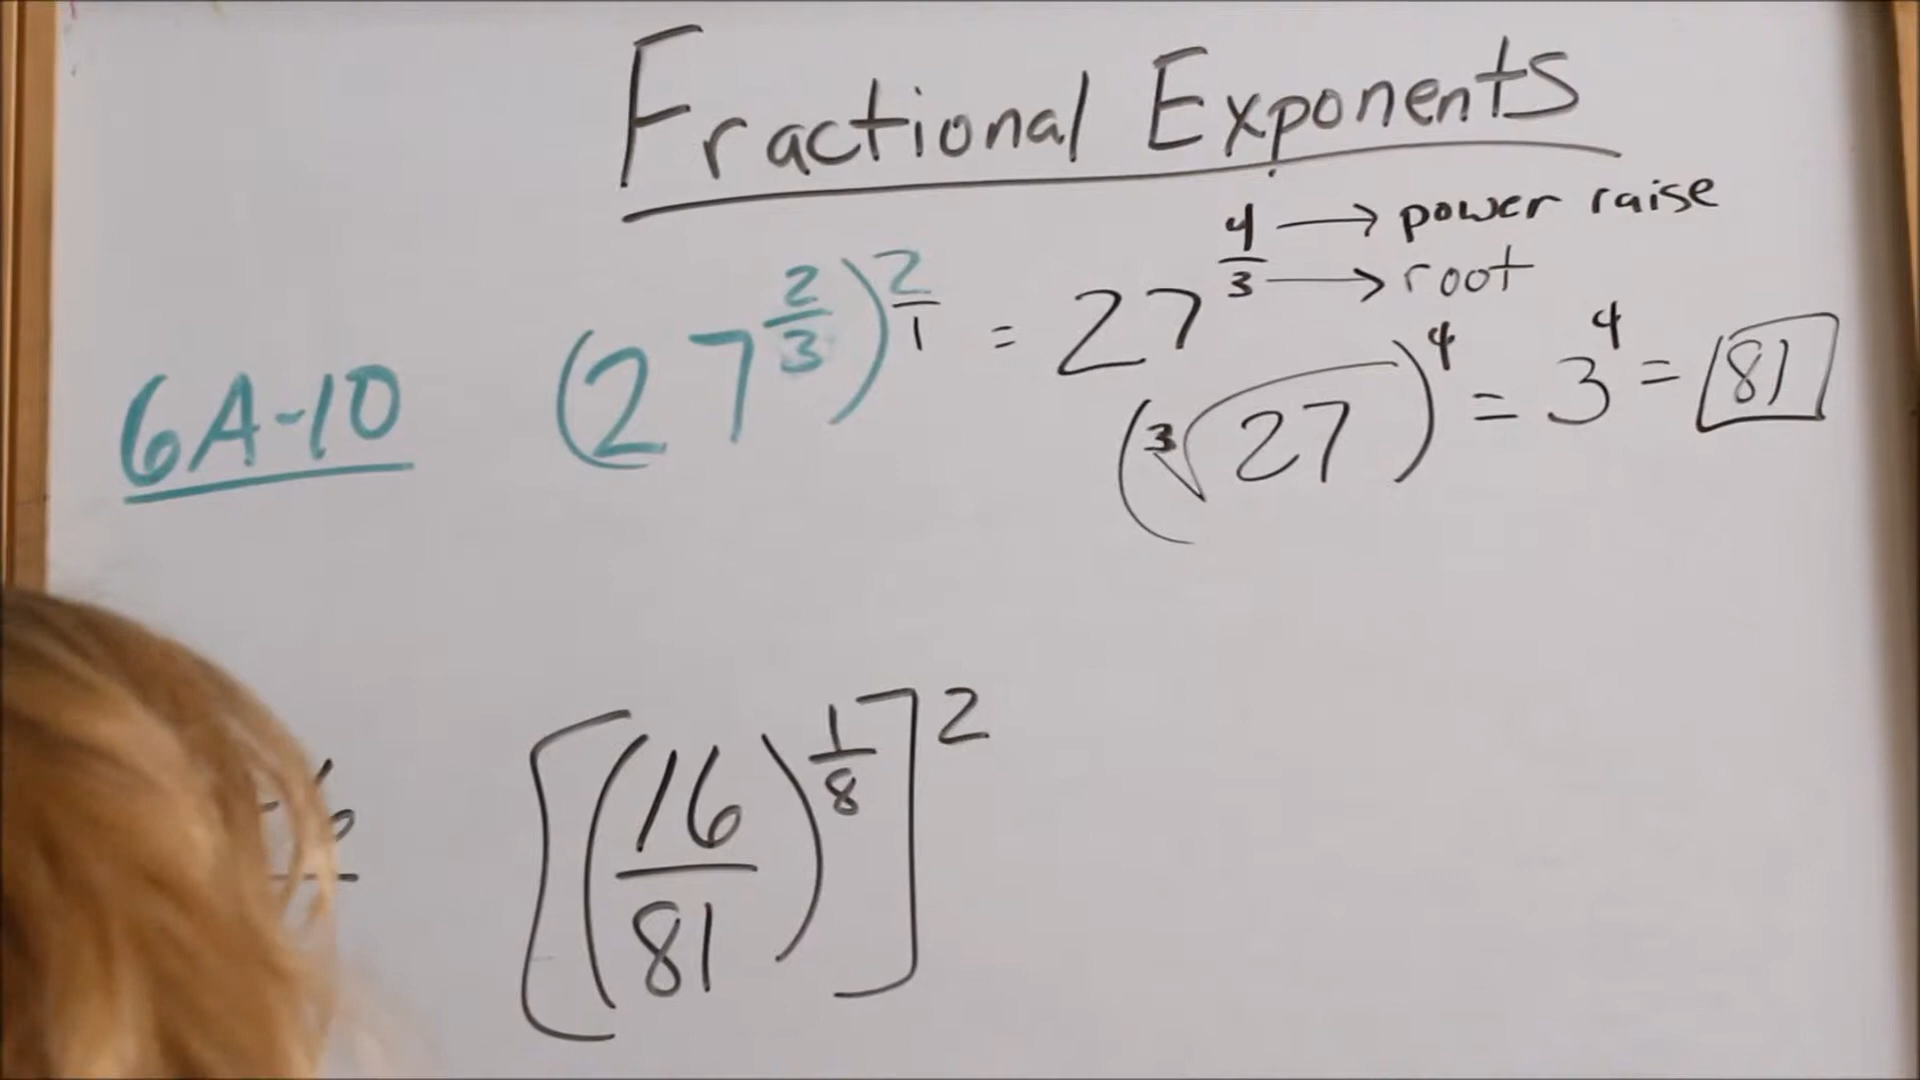 Fractional Exponents
6A-10 (27^(2/3))^(2/1) = 27^(4/3)
4 → power raise
3 → root
(∛27)^4 = 3^4 = 81
[(16/81)^(1/8)]^2